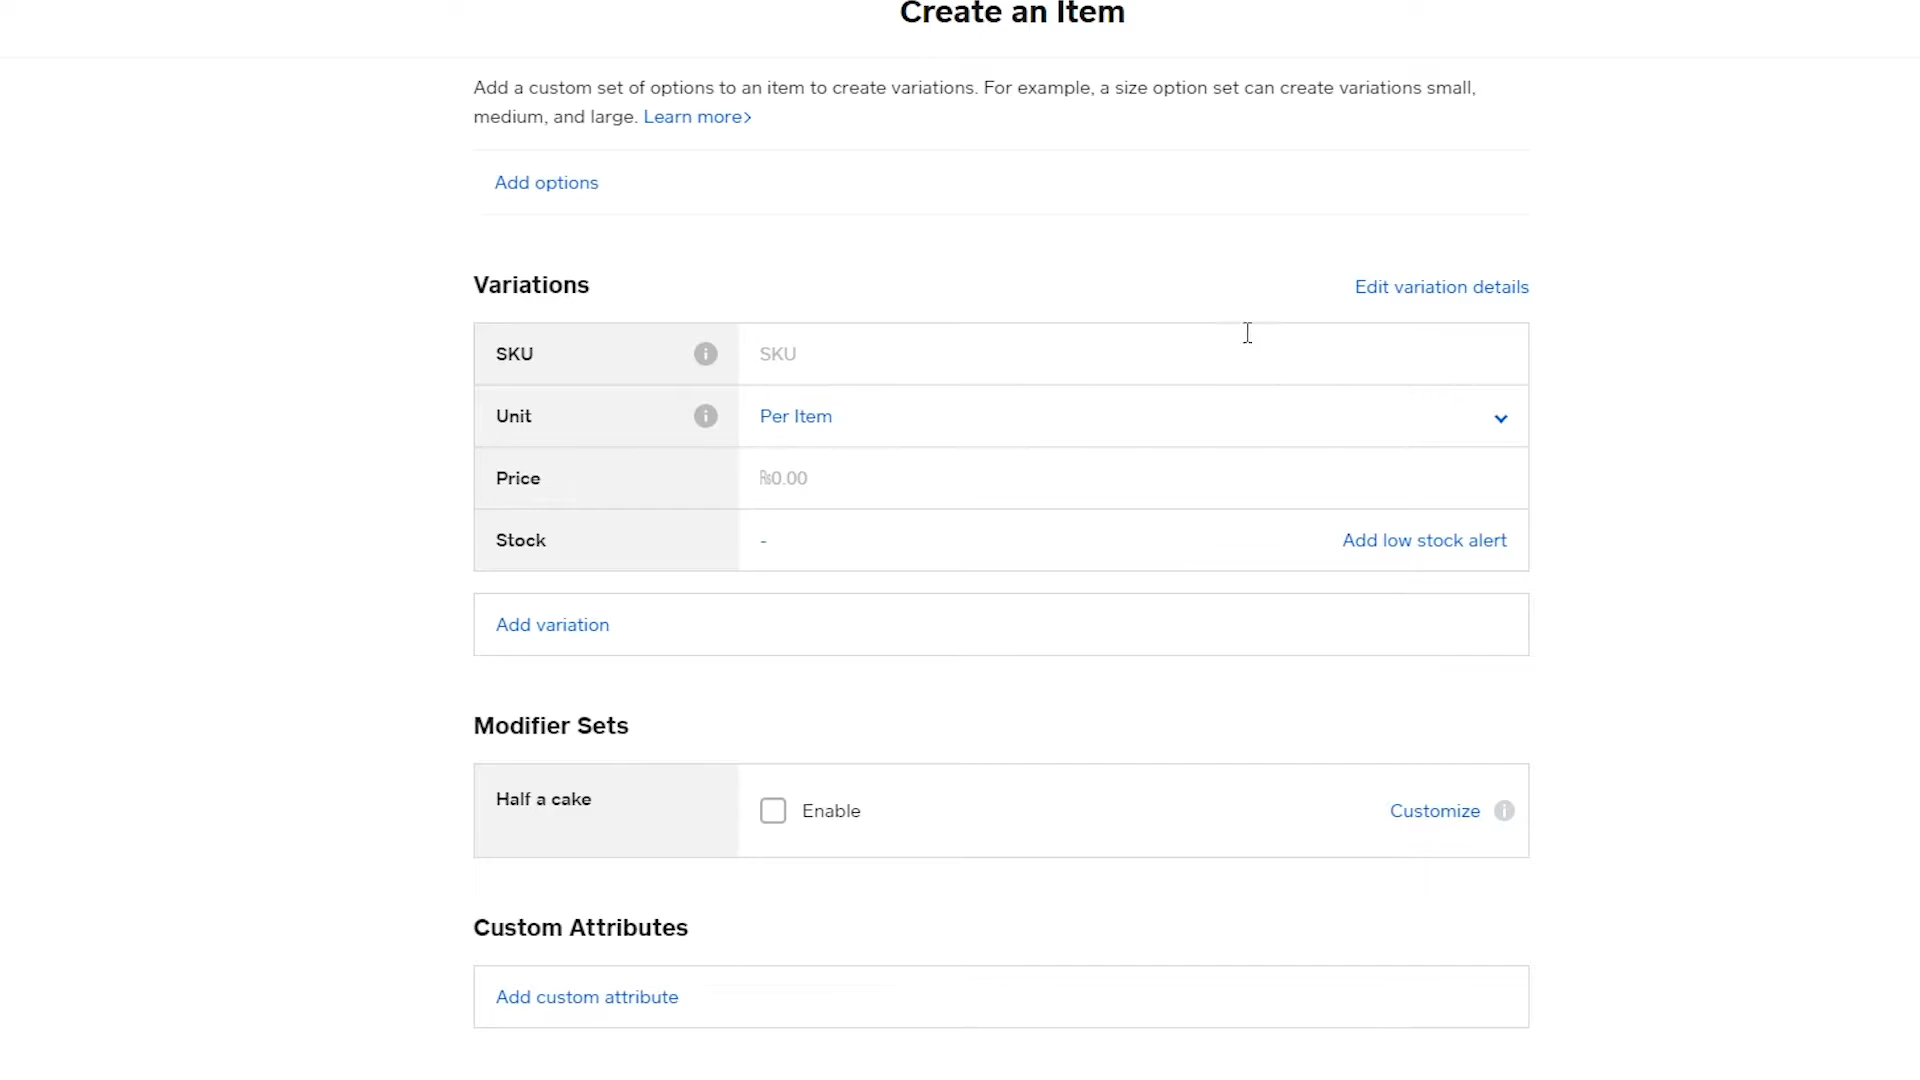 Create an Item
Add a custom set of options to an item to create variations. For example, a size option set can create variations small,
medium, and large. Learn more>
Add options
Variations
Edit variation details
SKU
SKU
Unit
Per Item
Price
₨0.00
Stock
-
Add low stock alert
Add variation
Modifier Sets
Half a cake
Enable
Customize
Custom Attributes
Add custom attribute